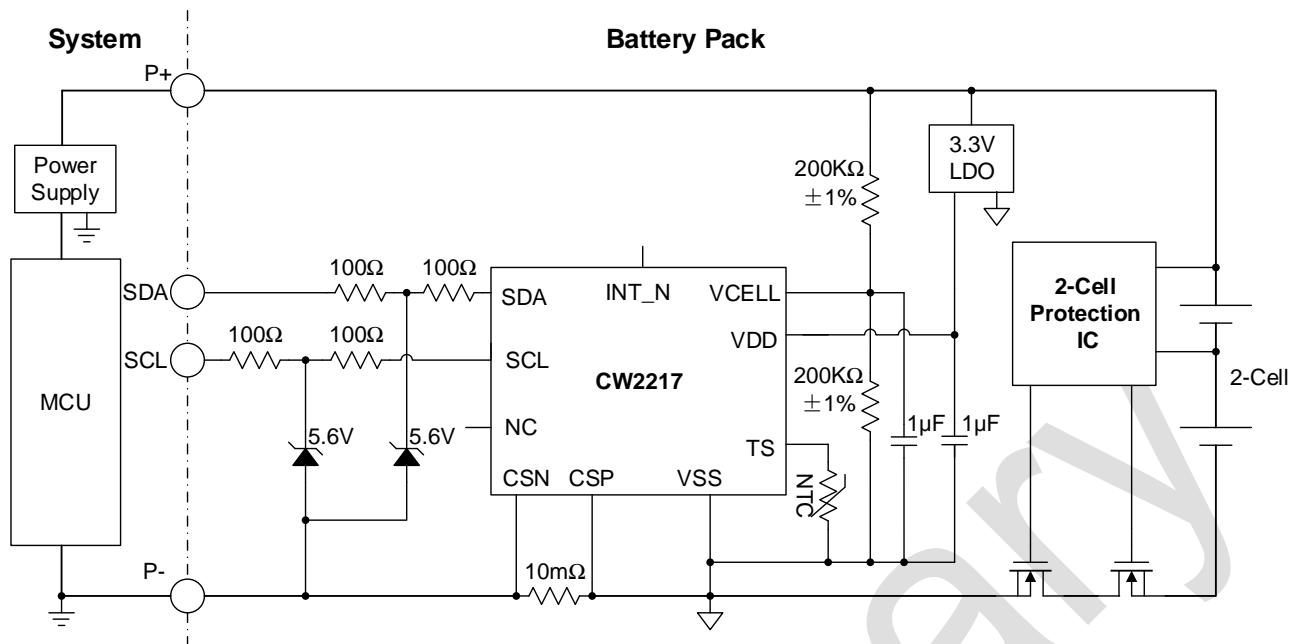 System
Battery Pack
P+
Power
Supply
3.3V
LDO
200KΩ
±1%
100Ω
100Ω
SDA
SDA
INT_N
VCELL
2-Cell
Protection
IC
100Ω
100Ω
SCL
SCL
VDD
CW2217
200KΩ
±1%
2-Cell
MCU
NC
5.6V
5.6V
1µF
1µF
TS
CSN
CSP
VSS
NTC
10mΩ
P-
ary